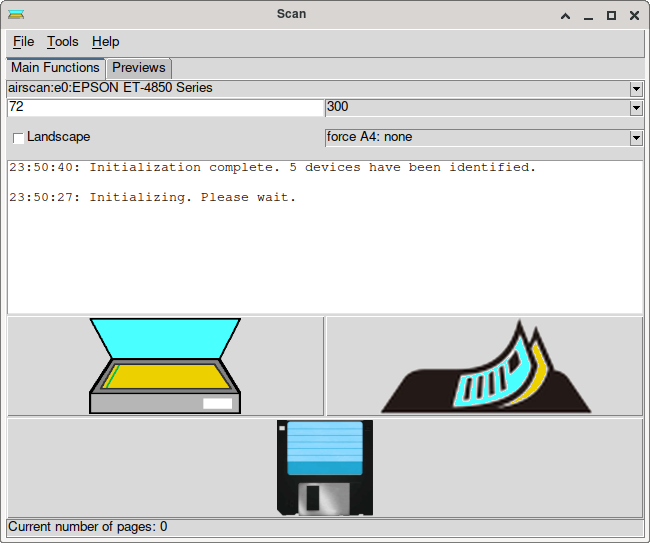 Scan
File Tools Help
Main Functions Previews
airscan:e0:EPSON ET-4850 Series
72 300
Landscape force A4: none
23:50:40: Initialization complete. 5 devices have been identified.
23:50:27: Initializing. Please wait.
Current number of pages: 0